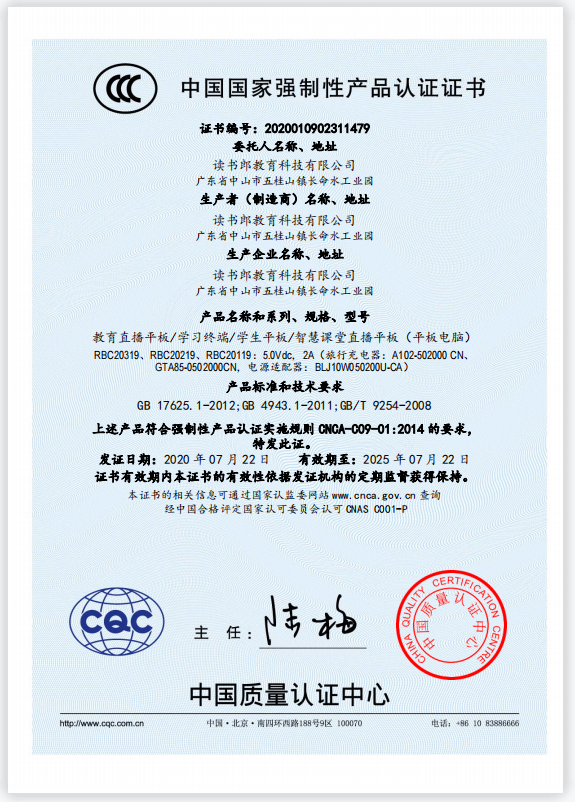 中国国家强制性产品认证证书
证书编号：2020010902311479
委托人名称、地址
读书郎教育科技有限公司
广东省中山市五桂山镇长命水工业园
生产者（制造商）名称、地址
读书郎教育科技有限公司
广东省中山市五桂山镇长命水工业园
生产企业名称、地址
读书郎教育科技有限公司
广东省中山市五桂山镇长命水工业园
产品名称和系列、规格、型号
教育直播平板/学习终端/学生平板/智慧课堂直播平板（平板电脑）
RBC20319、RBC20219、RBC20119：5.0Vdc，2A（旅行充电器：A102-502000 CN、
GTA85-0502000CN，电源适配器：BLJ10W050200U-CA）
产品标准和技术要求
GB 17625.1-2012;GB 4943.1-2011;GB/T 9254-2008
上述产品符合强制性产品认证实施规则 CNCA-C09-01:2014 的要求，
特发此证。
发证日期：2020 年 07 月 22 日 有效期至：2025 年 07 月 22 日
证书有效期内本证书的有效性依据发证机构的定期监督获得保持。
本证书的相关信息可通过国家认监委网站 www.cnca.gov.cn 查询
经中国合格评定国家认可委员会认可 CNAS C001-P
CQC
主 任：陆梅
CHINA QUALITY CERTIFICATION CENTRE
中国质量认证中心
中国质量认证中心
http://www.cqc.com.cn 中国·北京·南四环西路188号9区 100070 电话：+86 10 83886666